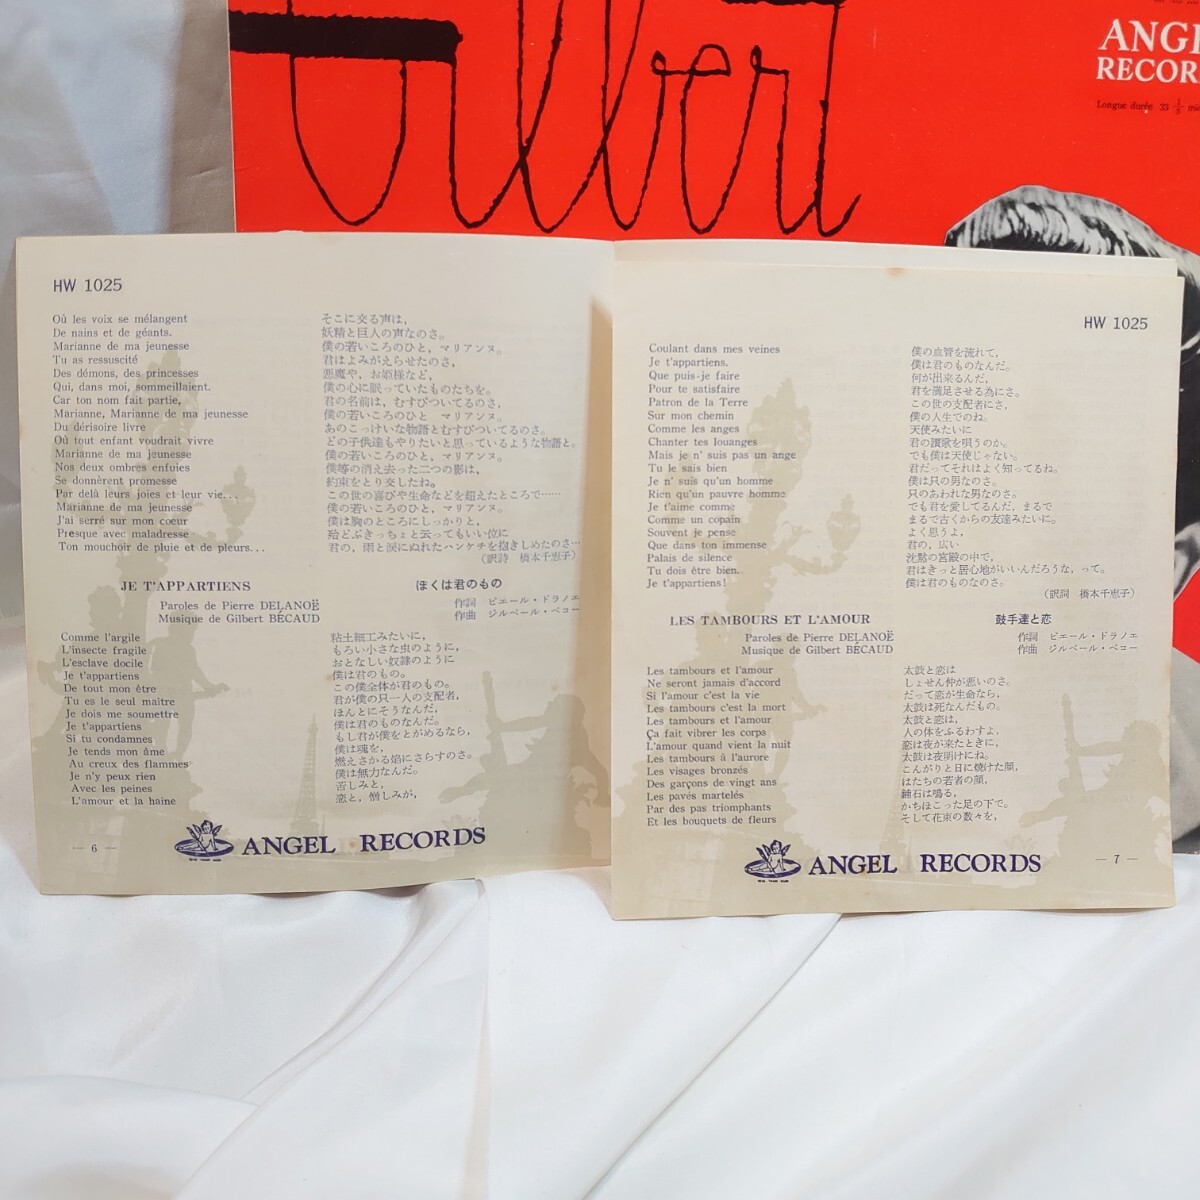 Gilbert
ANGE
RECOR
Longue durée 33 1/3
HW 1025
Où les voix se mélangent
De nains et de géants.
Marianne de ma jeunesse
Tu as ressuscité
Des démons, des princesses
Qui, dans moi, sommeillaient.
Car ton nom fait partie,
Marianne, Marianne de ma jeunesse
Du dérisoire livre
Où tout enfant voudrait vivre
Marianne de ma jeunesse
Nos deux ombres enfuies
Se donnèrent promesse
Par delà leurs joies et leur vie...
Marianne de ma jeunesse
J'ai serré sur mon coeur
Presque avec maladresse
Ton mouchoir de pluie et de pleurs...
そこに交る声は,
妖精と巨人の声なのさ。
僕の若いころのひと, マリアンヌ。
君はよみがえらせたのさ,
悪魔や, お姫様など,
僕の心に眠っていたものたちを。
君の名前は, むすびついてるのさ,
僕の若いころのひと マリアンヌ。
あのこっけいな物語とむすびついてるのさ。
どの子供達もやりたいと思っているような物語と。
僕の若いころのひと, マリアンヌ。
僕等の消え去った二つの影は,
約束をとり交したね。
この世の喜びや生命などを超えたところで……
僕の若いころのひと, マリアンヌ。
僕は胸のところにしっかりと,
殆どぶきっちょと云ってもいい位に
君の, 雨と涙にぬれたハンケチを抱きしめたのさ…
(訳詩 橋本千恵子)
JE T'APPARTIENS ぼくは君のもの
Paroles de Pierre DELANOË 作詞 ピエール・ドラノエ
Musique de Gilbert BÉCAUD 作曲 ジルベール・ベコー
Comme l'argile
L'insecte fragile
L'esclave docile
Je t'appartiens
De tout mon être
Tu es le seul maître
Je dois me soumettre
Je t'appartiens
Si tu condamnes
Je tends mon âme
Au creux des flammes
Je n'y peux rien
Avec les peines
L'amour et la haine
粘土細工みたいに,
もろい小さな虫のように,
おとなしい奴隷のように
僕は君のもの。
この僕全体が君のもの。
君が僕の只一人の支配者,
ほんとにそうなんだ。
僕は君のものなんだ。
もし君が僕をとがめるなら,
僕は魂を,
燃えさかる焰にさらすのさ。
僕は無力なんだ。
苦しみと,
恋と, 憎しみが,
— 6 —
ANGEL RECORDS
HW 1025
Coulant dans mes veines
Je t'appartiens.
Que puis-je faire
Pour te satisfaire
Patron de la Terre
Sur mon chemin
Comme les anges
Chanter tes louanges
Mais je n' suis pas un ange
Tu le sais bien
Je n' suis qu'un homme
Rien qu'un pauvre homme
Je t'aime comme
Comme un copain
Souvent je pense
Que dans ton immense
Palais de silence
Tu dois être bien.
Je t'appartiens!
僕の血管を流れて,
僕は君のものなんだ。
何が出来るんだ,
君を満足させる為にさ。
この世の支配者にさ,
僕の人生でのね。
天使みたいに
君の讃歌を唄うのか。
でも僕は天使じゃない。
君だってそれはよく知ってるね。
僕は只の男なのさ。
只のあわれな男なのさ。
でも君を愛してるんだ, まるで
まるで古くからの友達みたいに。
よく思うよ,
君の, 広い
沈黙の宮殿の中で,
君はきっと居心地がいいんだろうな, って。
僕は君のものなのさ。
(訳詞 橋本千恵子)
LES TAMBOURS ET L'AMOUR 鼓手達と恋
Paroles de Pierre DELANOË 作詞 ピエール・ドラノエ
Musique de Gilbert BÉCAUD 作曲 ジルベール・ベコー
Les tambours et l'amour
Ne seront jamais d'accord
Si l'amour c'est la vie
Les tambours c'est la mort
Les tambours et l'amour
Ça fait vibrer les corps
L'amour quand vient la nuit
Les tambours à l'aurore
Les visages bronzés
Des garçons de vingt ans
Les pavés martelés
Par des pas triomphants
Et les bouquets de fleurs
太鼓と恋は
しょせん仲が悪いのさ。
だって恋が生命なら,
太鼓は死なんだもの。
太鼓と恋は,
人の体をふるわすよ,
恋は夜が来たときに,
太鼓は夜明けにね。
こんがりと日に焼けた顔,
はたちの若者の顔,
鋪石は鳴る,
かちほこった足の下で。
そして花束の数々を,
ANGEL RECORDS
— 7 —